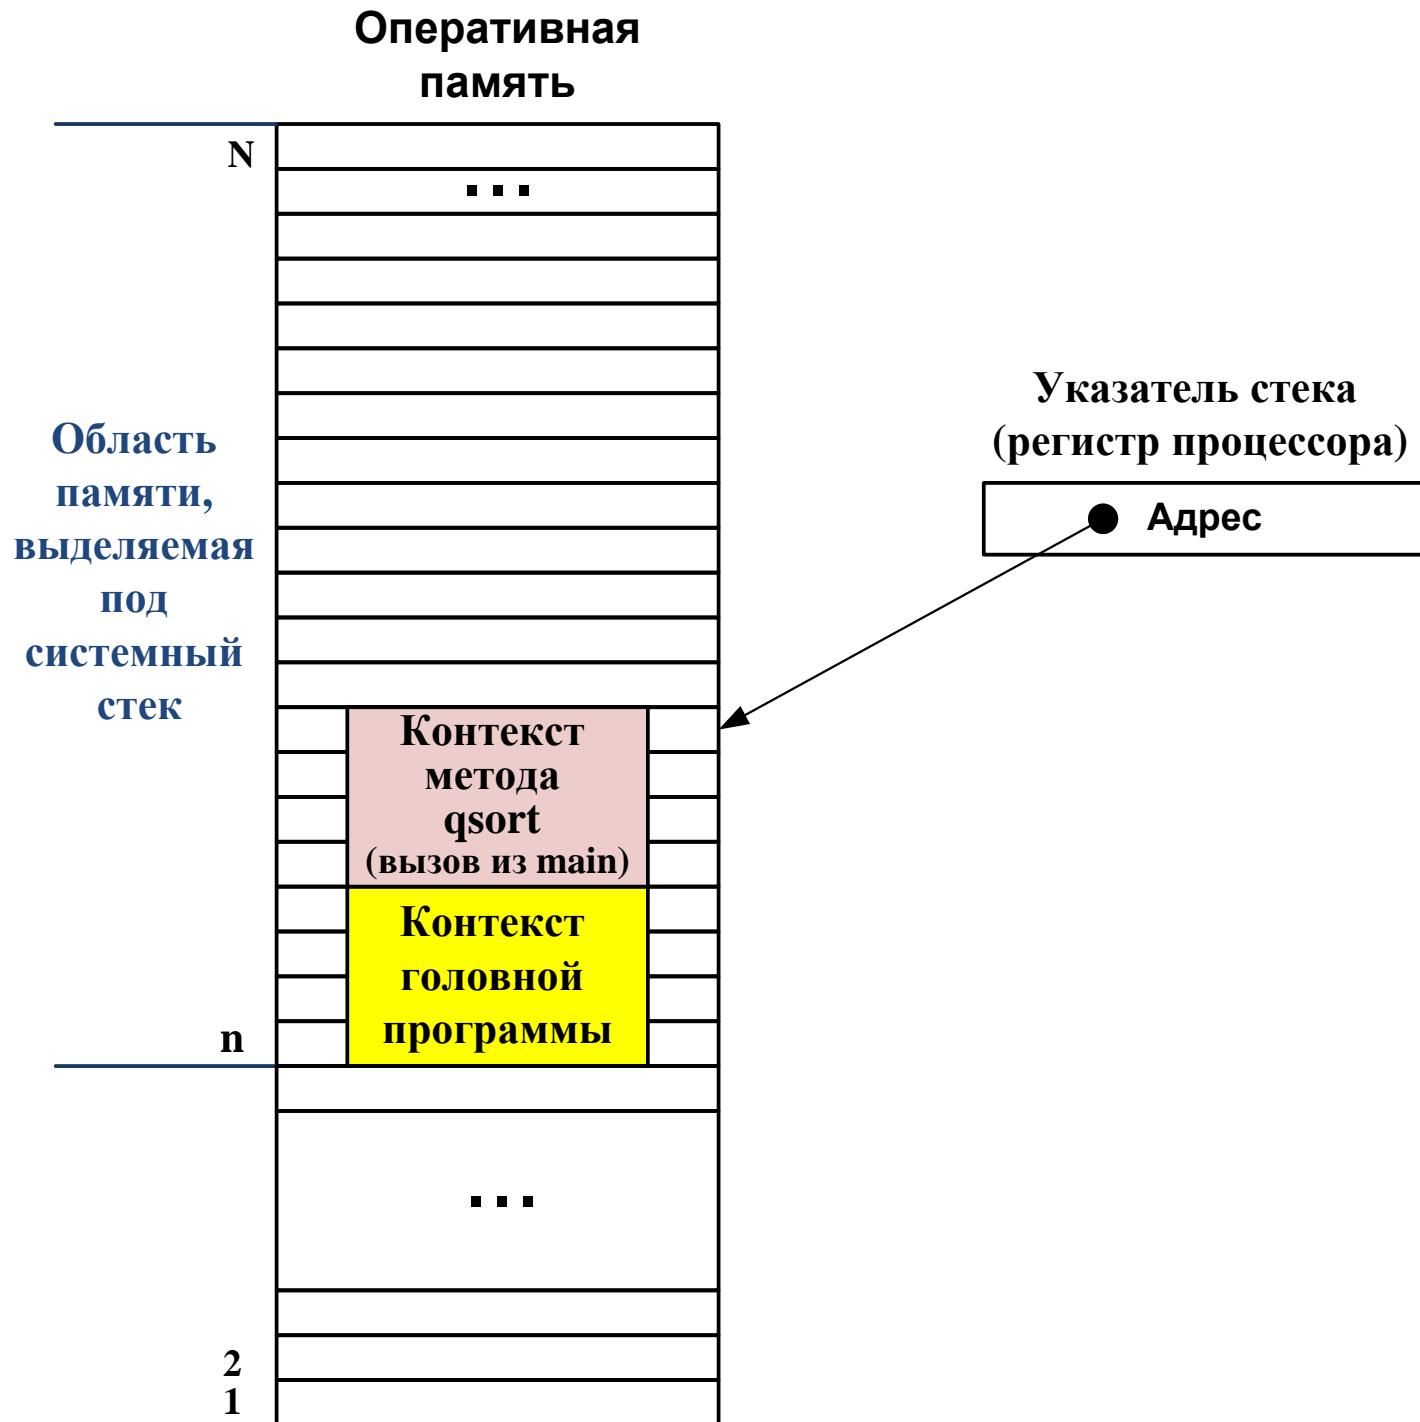 Оперативная
память
N
...
Указатель стека
(регистр процессора)
Адрес
Область
памяти,
выделяемая
под
системный
стек
Контекст
метода
qsort
(вызов из main)
Контекст
головной
программы
n
...
2
1